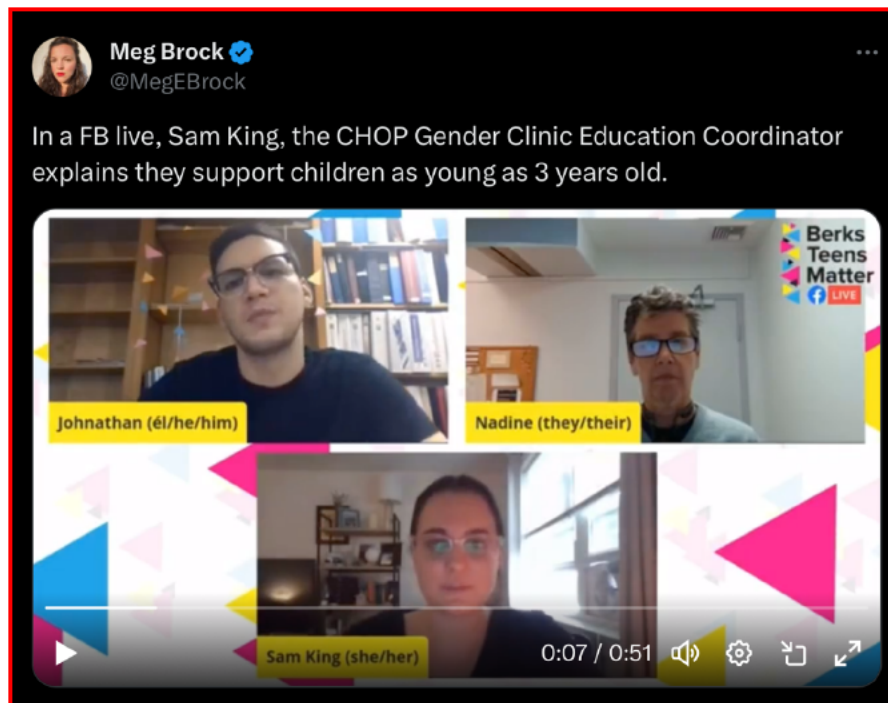 Meg Brock
@MegEBrock
In a FB live, Sam King, the CHOP Gender Clinic Education Coordinator
explains they support children as young as 3 years old.
Berks
Teens
Matter
LIVE
Johnathan (él/he/him)
Nadine (they/their)
Sam King (she/her)
0:07 / 0:51